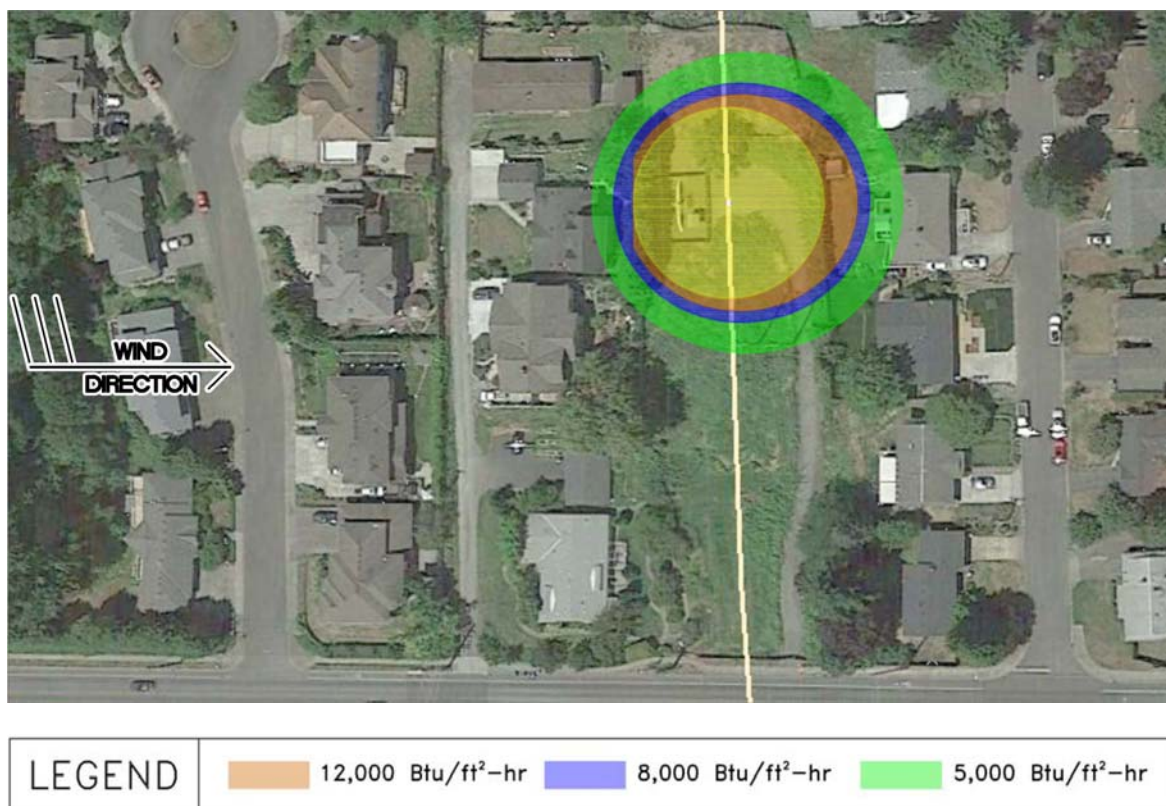 WIND
DIRECTION
LEGEND
12,000 Btu/ft²-hr
8,000 Btu/ft²-hr
5,000 Btu/ft²-hr